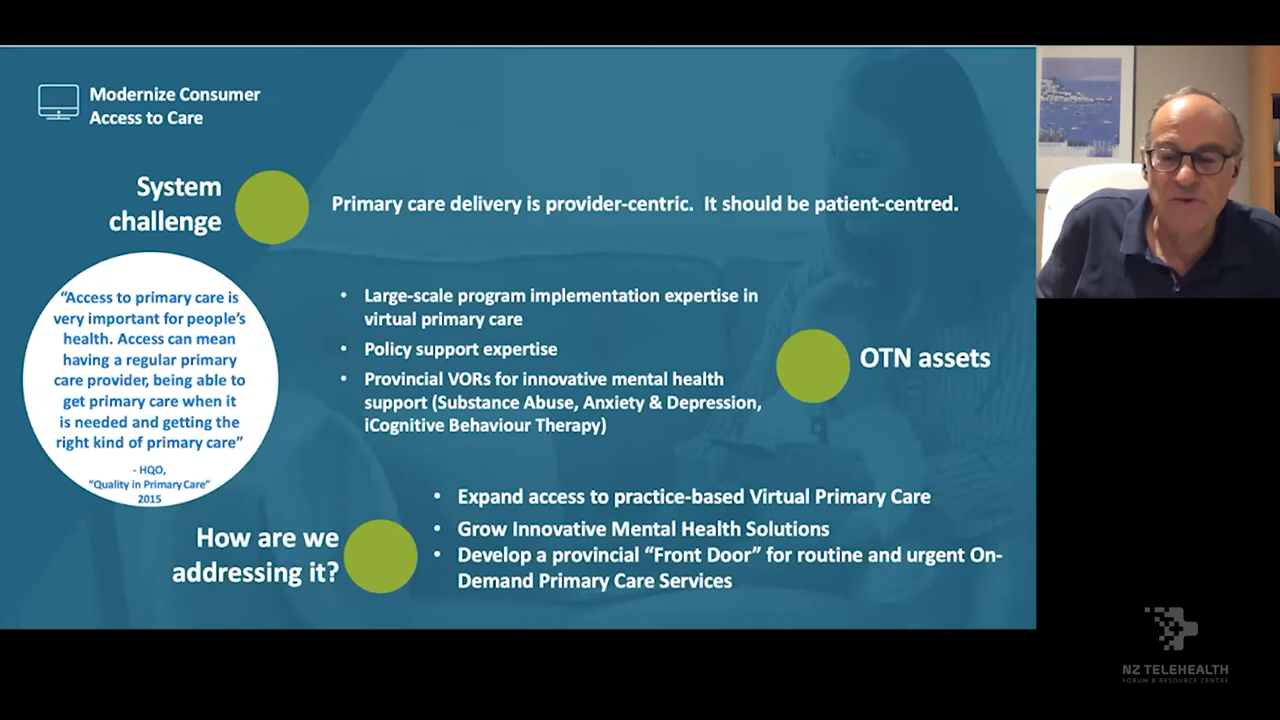 Modernize Consumer
Access to Care
System
challenge
Primary care delivery is provider-centric. It should be patient-centred.
“Access to primary care is
very important for people’s
health. Access can mean
having a regular primary
care provider, being able to
get primary care when it
is needed and getting the
right kind of primary care”
- HQO,
“Quality in Primary Care”
2015
• Large-scale program implementation expertise in
virtual primary care
• Policy support expertise
• Provincial VORs for innovative mental health
support (Substance Abuse, Anxiety & Depression,
iCognitive Behaviour Therapy)
OTN assets
How are we
addressing it?
• Expand access to practice-based Virtual Primary Care
• Grow Innovative Mental Health Solutions
• Develop a provincial “Front Door” for routine and urgent On-
Demand Primary Care Services
NZ TELEHEALTH
FORUM & RESOURCE CENTRE